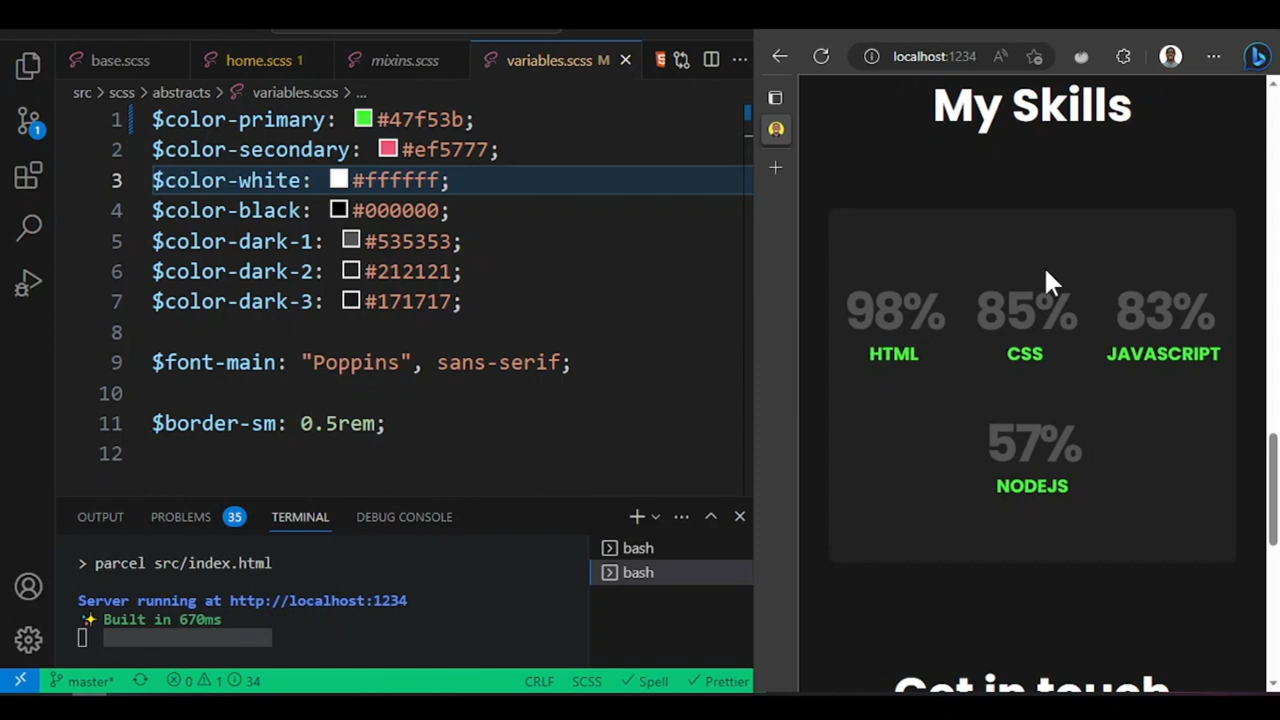 base.scss
home.scss 1
mixins.scss
variables.scss M
src > scss > abstracts > variables.scss > ...
1 $color-primary: #47f53b;
2 $color-secondary: #ef5777;
3 $color-white: #ffffff;
4 $color-black: #000000;
5 $color-dark-1: #535353;
6 $color-dark-2: #212121;
7 $color-dark-3: #171717;
8
9 $font-main: "Poppins", sans-serif;
10
11 $border-sm: 0.5rem;
12
1
OUTPUT PROBLEMS 35 TERMINAL DEBUG CONSOLE
> parcel src/index.html
Server running at http://localhost:1234
✨ Built in 670ms
bash
bash
master* 0 1 34 CRLF SCSS Spell Prettier
localhost:1234
My Skills
98% 85% 83%
HTML CSS JAVASCRIPT
57%
NODEJS
Get in touch